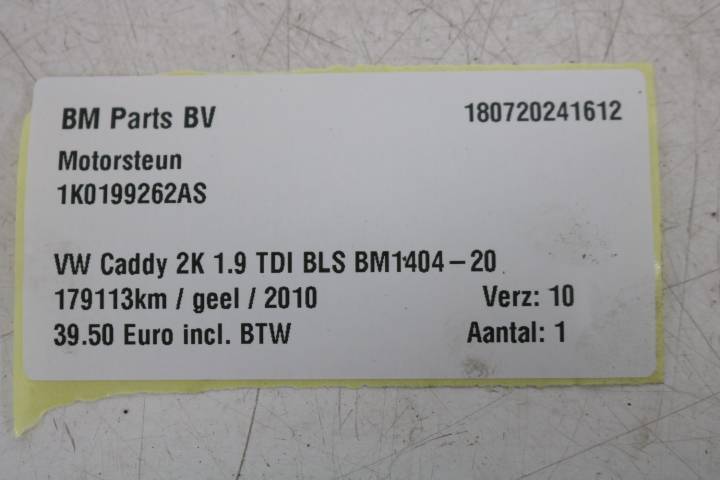 BM Parts BV 180720241612
Motorsteun
1K0199262AS
VW Caddy 2K 1.9 TDI BLS BM1404-20
179113km / geel / 2010 Verz: 10
39.50 Euro incl. BTW Aantal: 1